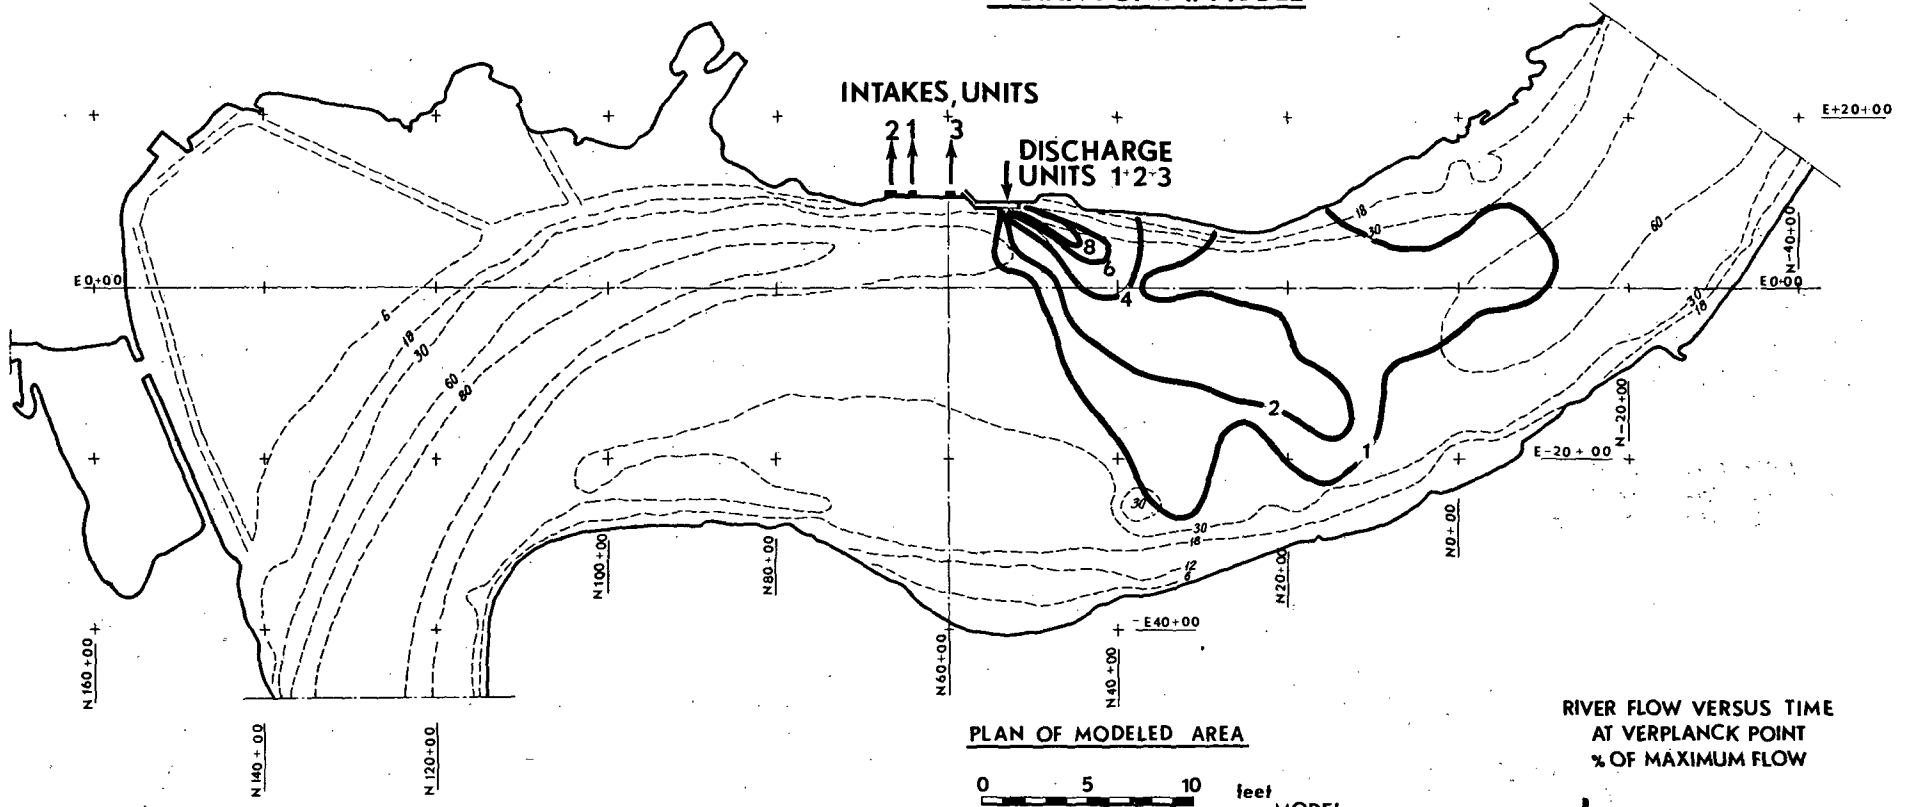 INTAKES, UNITS
2 1 3
DISCHARGE
UNITS 1+2+3
E+20+00
E0+00
E0+00
N-40+00
60
18
30
8
6
4
6
18
30
60
80
30
18
N-20+00
2
1
E-20+00
30
30
18
12
6
N0+00
N20+00
N100+00
N80+00
-E40+00
N160+00
N60+00
N40+00
N140+00
N120+00
PLAN OF MODELED AREA
0 5 10 feet
RIVER FLOW VERSUS TIME
AT VERPLANCK POINT
% OF MAXIMUM FLOW